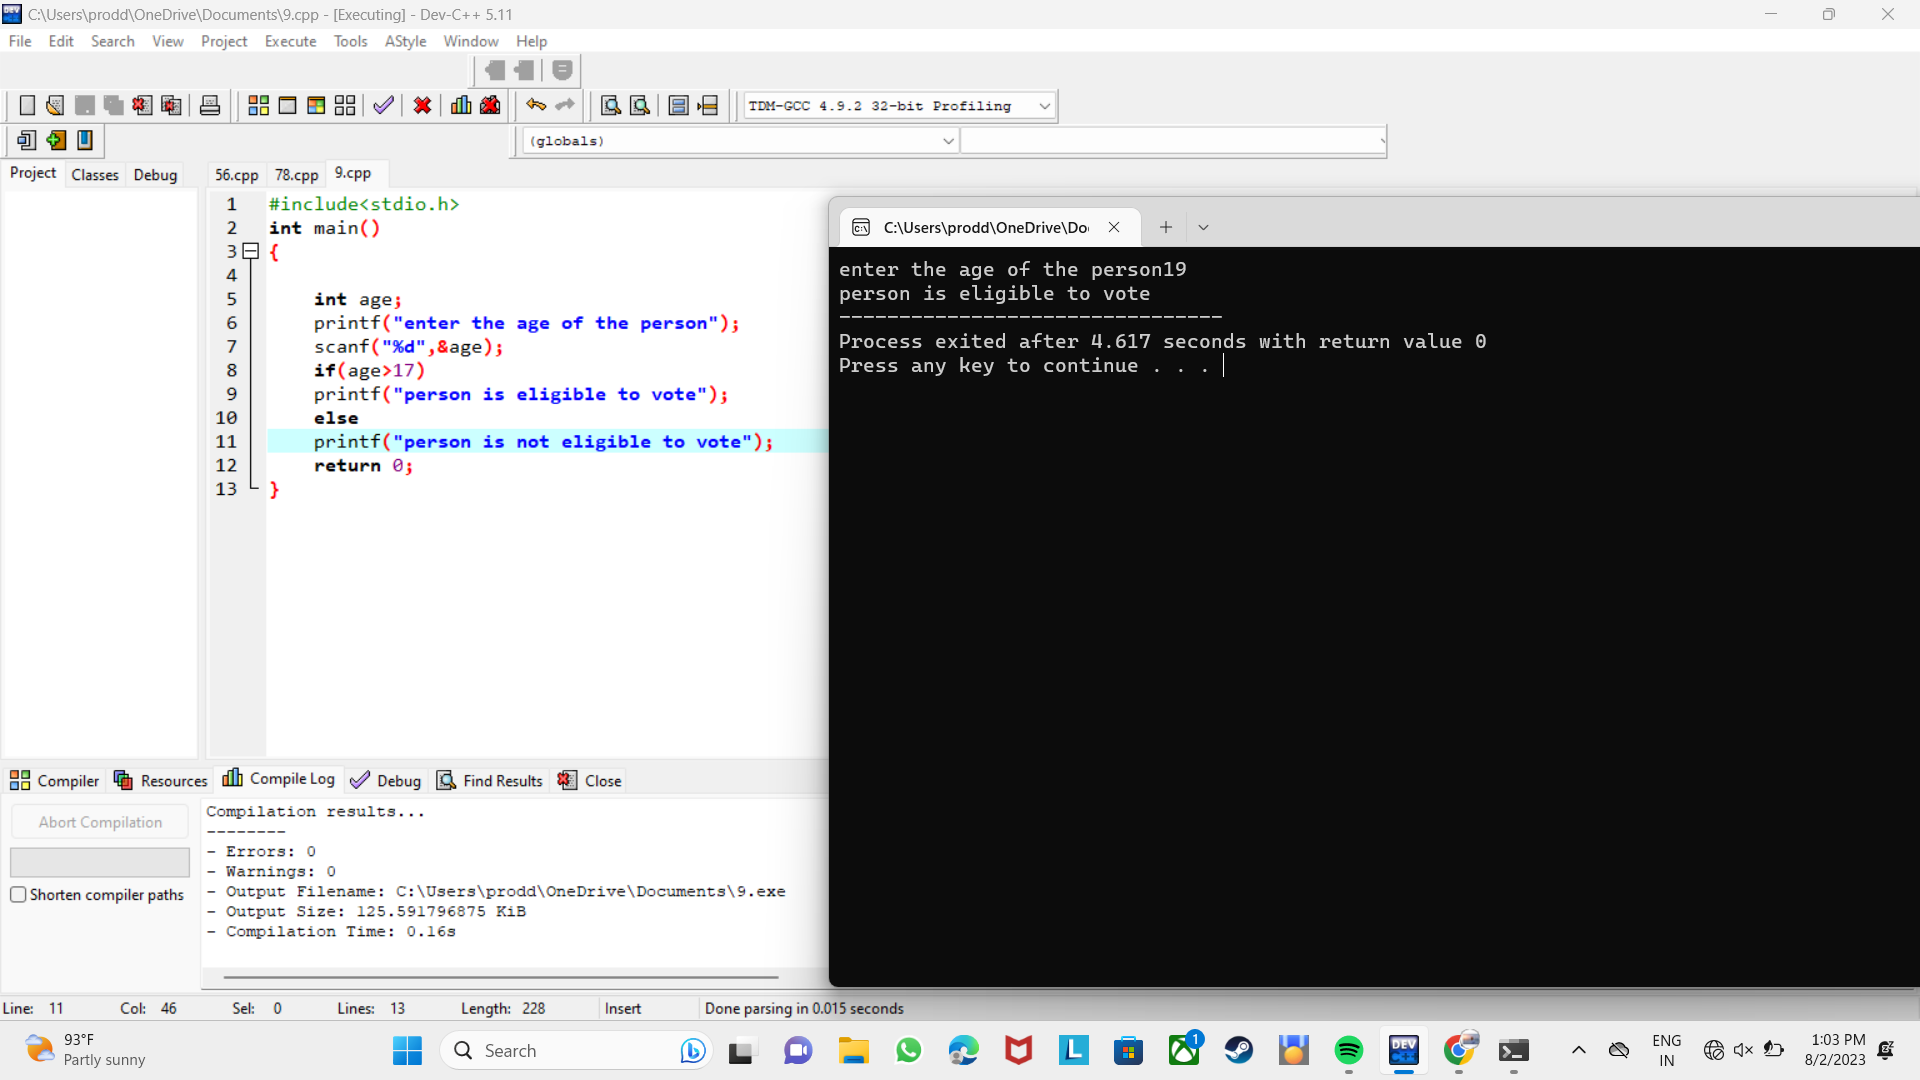 C:\Users\prodd\OneDrive\Documents\9.cpp - [Executing] - Dev-C++ 5.11
File Edit Search View Project Execute Tools AStyle Window Help
TDM-GCC 4.9.2 32-bit Profiling
(globals)
Project Classes Debug
56.cpp 78.cpp 9.cpp
1 #include<stdio.h>
2 int main()
3 {
4
5 int age;
6 printf("enter the age of the person");
7 scanf("%d",&age);
8 if(age>17)
9 printf("person is eligible to vote");
10 else
11 printf("person is not eligible to vote");
12 return 0;
13 }
C:\Users\prodd\OneDrive\Do
enter the age of the person19
person is eligible to vote
--------------------------------
Process exited after 4.617 seconds with return value 0
Press any key to continue . . .
Compiler Resources Compile Log Debug Find Results Close
Abort Compilation
Shorten compiler paths
Compilation results...
--------
- Errors: 0
- Warnings: 0
- Output Filename: C:\Users\prodd\OneDrive\Documents\9.exe
- Output Size: 125.591796875 KiB
- Compilation Time: 0.16s
Line: 11 Col: 46 Sel: 0 Lines: 13 Length: 228 Insert Done parsing in 0.015 seconds
93°F
Partly sunny
Search
1
DEV C++
ENG
IN
1:03 PM
8/2/2023